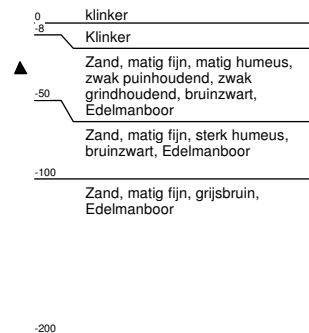 0
klinker
-8
Klinker
Zand, matig fijn, matig humeus,
zwak puinhoudend, zwak
grindhoudend, bruinzwart,
Edelmanboor
-50
Zand, matig fijn, sterk humeus,
bruinzwart, Edelmanboor
-100
Zand, matig fijn, grijsbruin,
Edelmanboor
-200